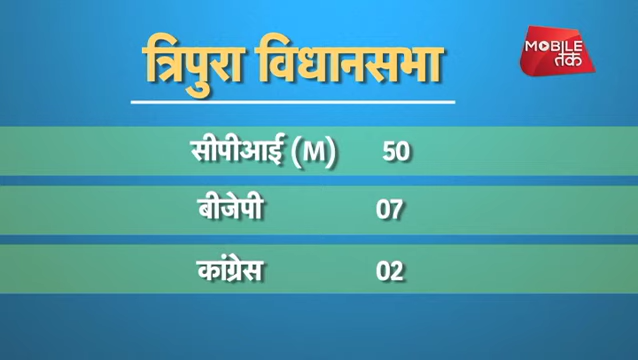 त्रिपुरा विधानसभा
MOBILE
तक
सीपीआई (M) 50
बीजेपी 07
कांग्रेस 02